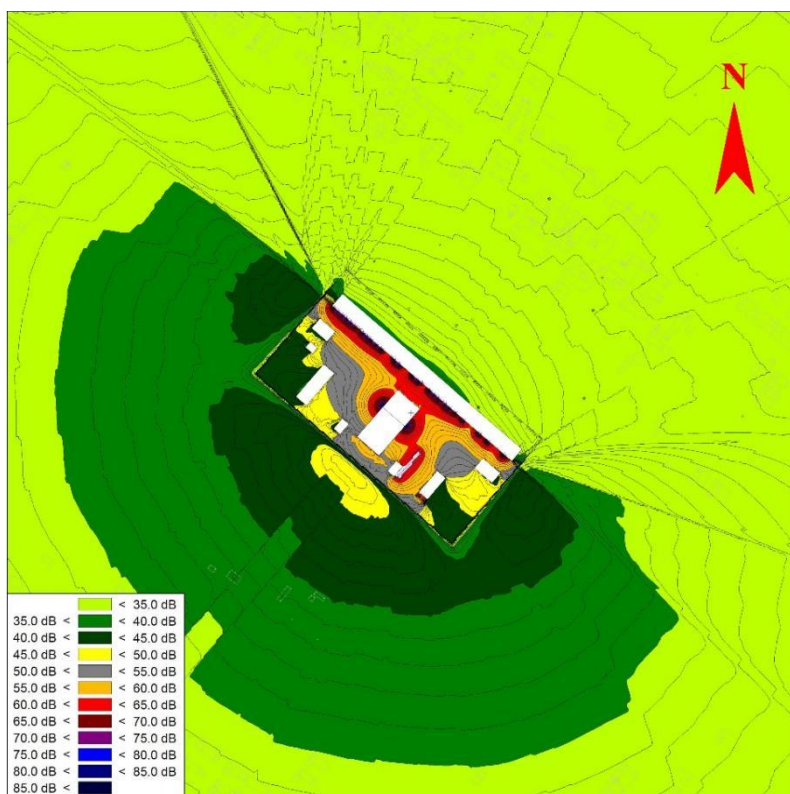 N
< 35.0 dB
35.0 dB < < 40.0 dB
40.0 dB < < 45.0 dB
45.0 dB < < 50.0 dB
50.0 dB < < 55.0 dB
55.0 dB < < 60.0 dB
60.0 dB < < 65.0 dB
65.0 dB < < 70.0 dB
70.0 dB < < 75.0 dB
75.0 dB < < 80.0 dB
80.0 dB < < 85.0 dB
85.0 dB <